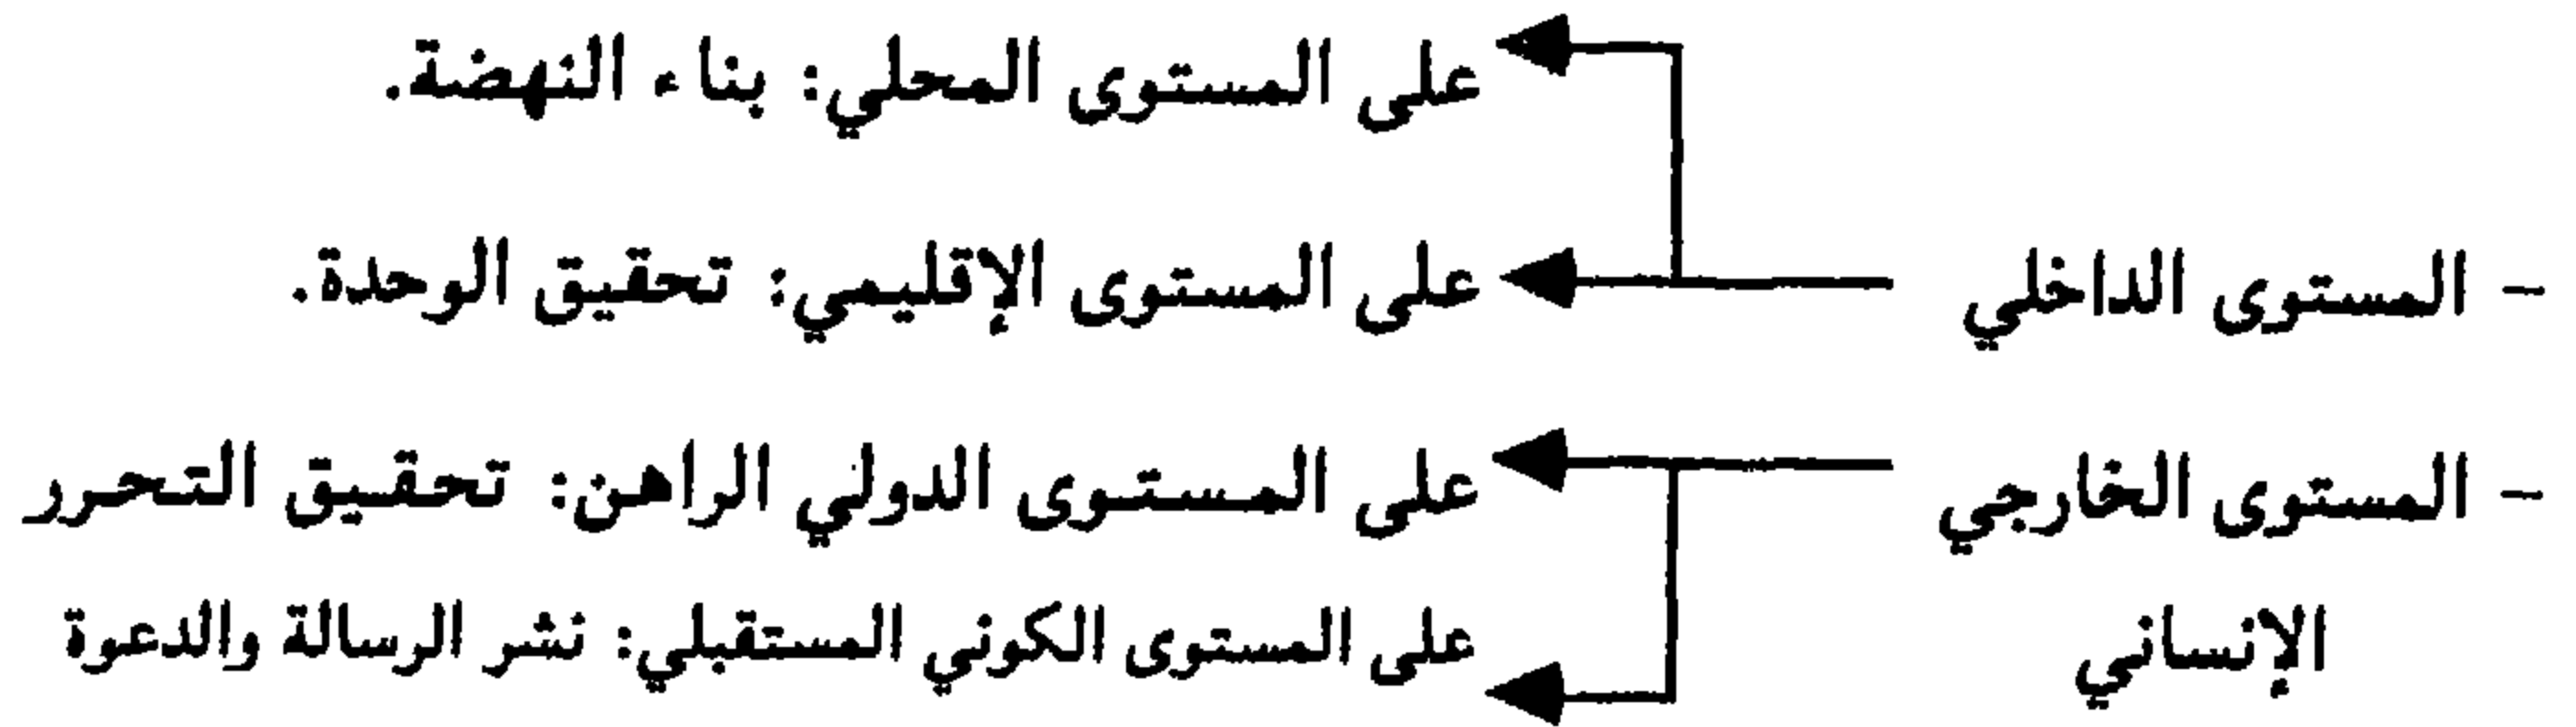 على المستوى المحلي: بناء النهضة.
- المستوى الداخلي على المستوى الإقليمي: تحقيق الوحدة.
- المستوى الخارجي على المستوى الدولي الراهن: تحقيق التحرر
الإنساني على المستوى الكوني المستقبلي: نشر الرسالة والدعوة